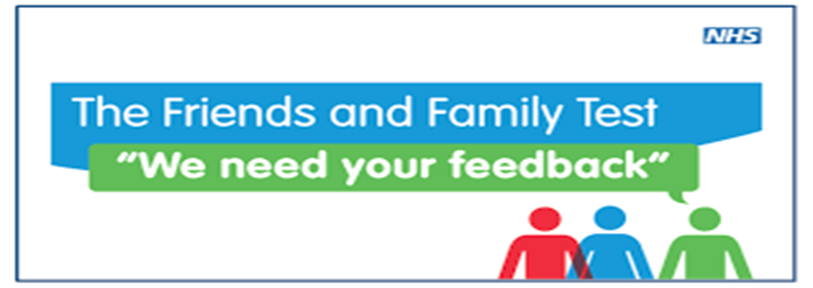 NHS
The Friends and Family Test
“We need your feedback”